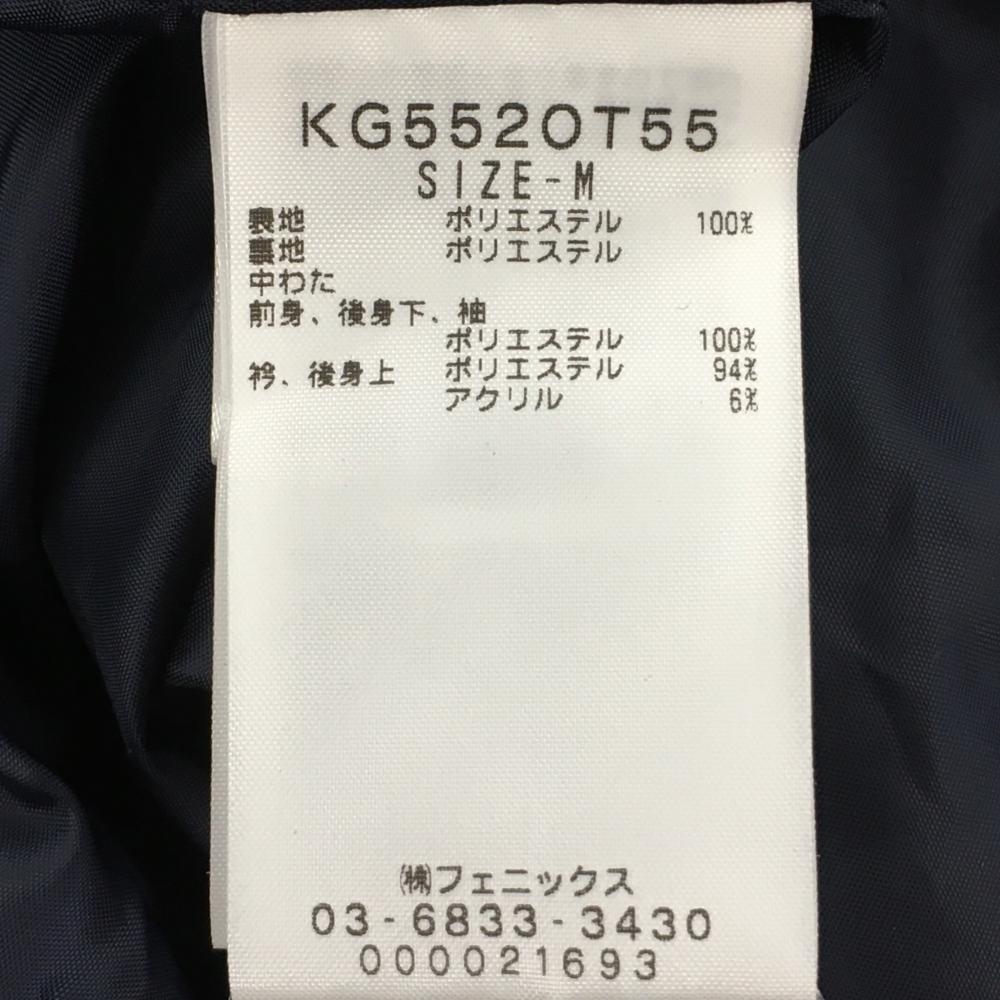 KG5520T55
SIZE-M
表地 ポリエステル 100%
裏地 ポリエステル
中わた
前身、後身下、袖
ポリエステル 100%
衿、後身上 ポリエステル 94%
アクリル 6%
㈱フェニックス
03-6833-3430
000021693